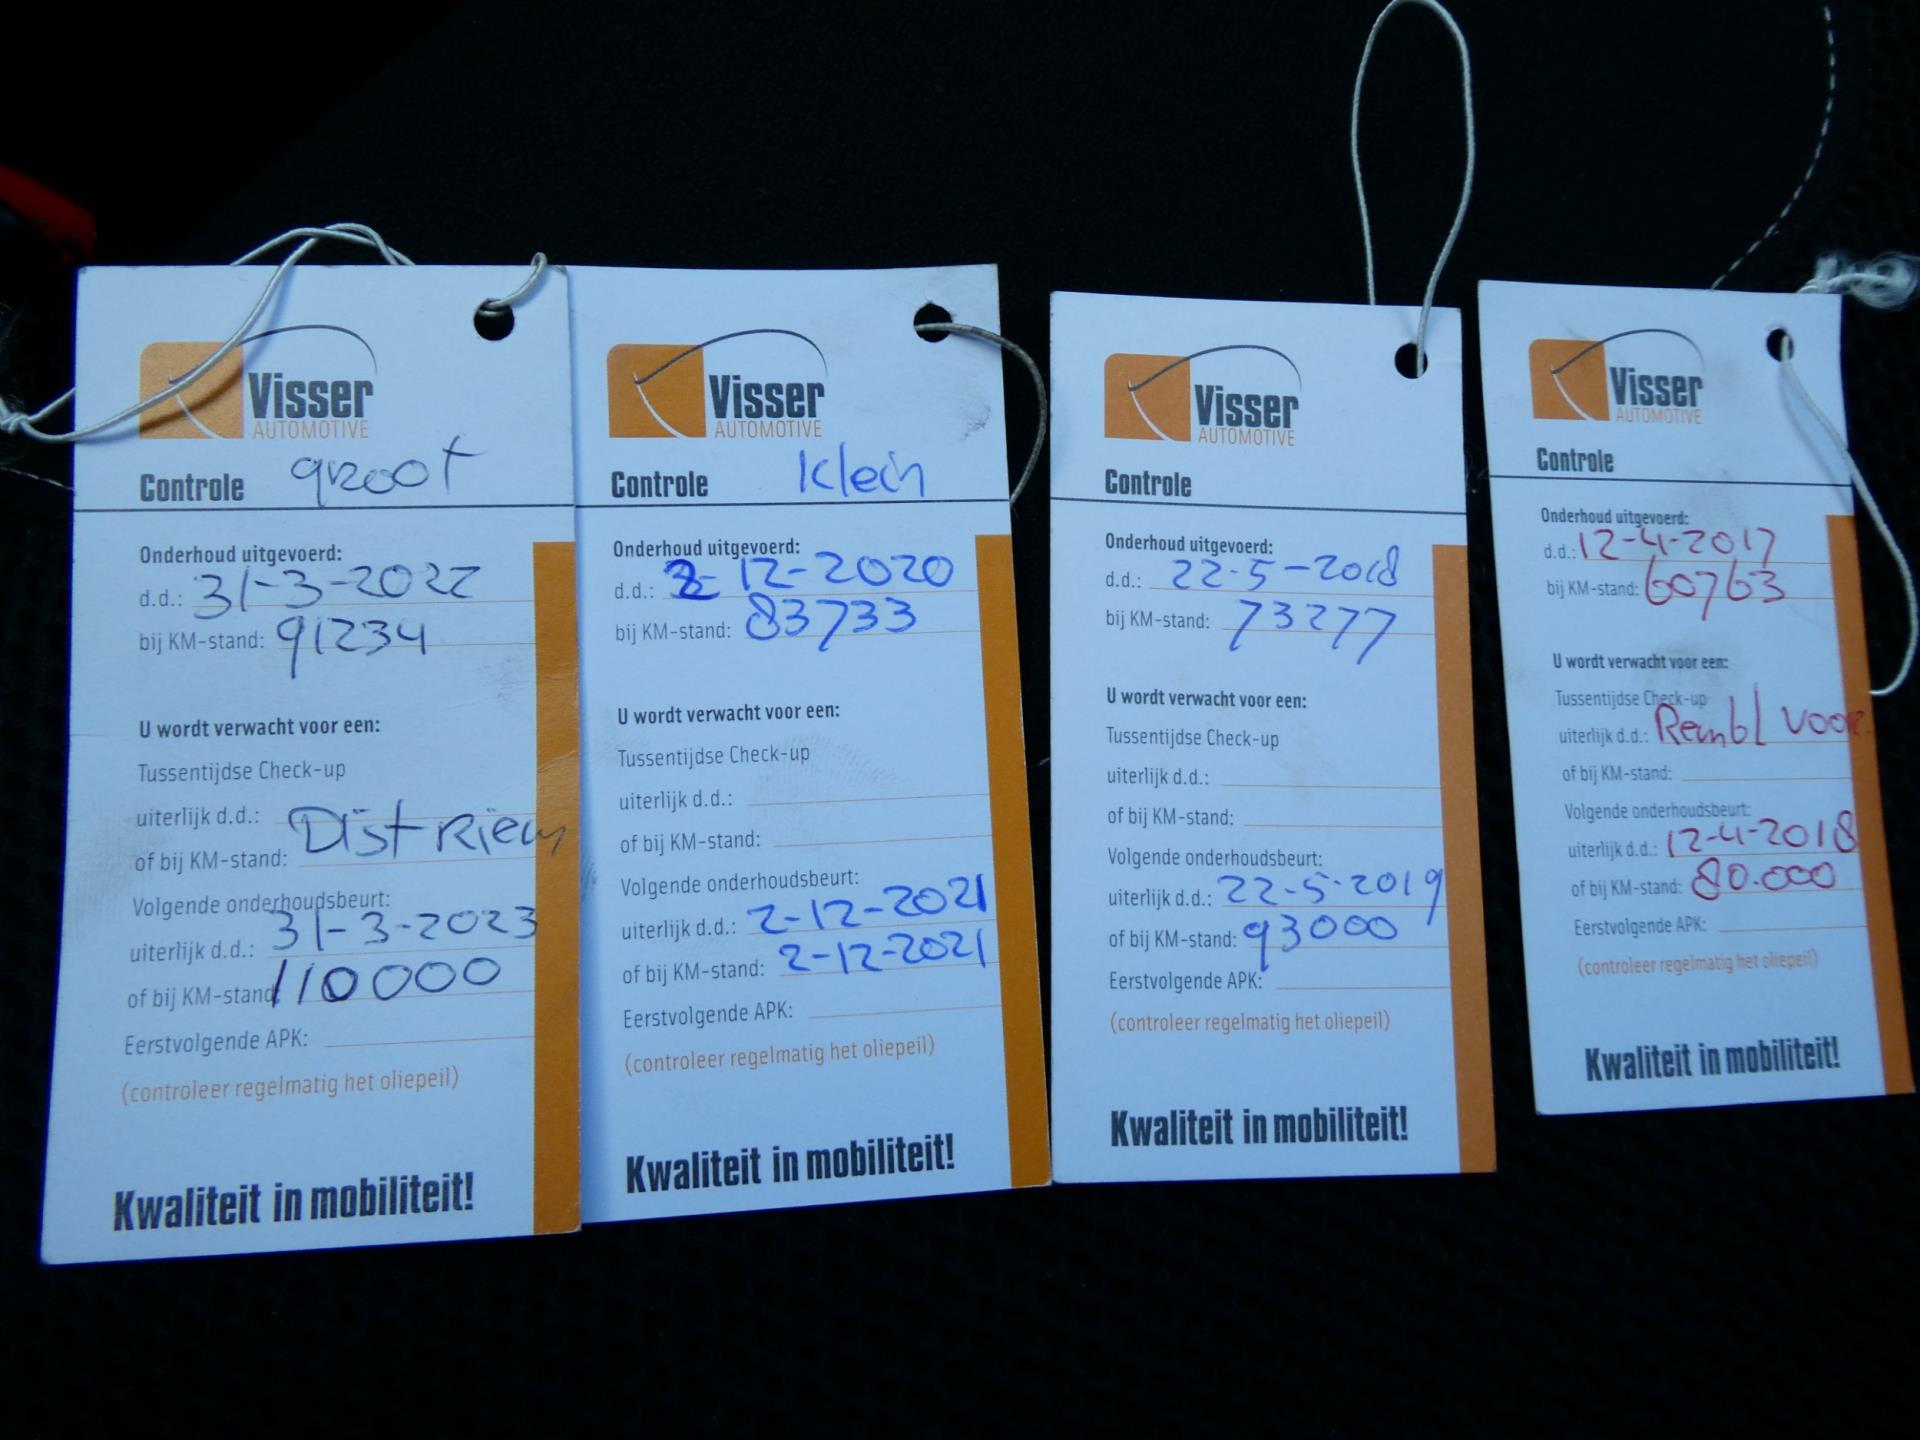 Visser
AUTOMOTIVE
Controle groot
Onderhoud uitgevoerd:
d.d.: 31-3-2022
bij KM-stand: 91234
U wordt verwacht voor een:
Tussentijdse Check-up
uiterlijk d.d.:
of bij KM-stand: Distriem
Volgende onderhoudsbeurt:
uiterlijk d.d.: 31-3-2023
of bij KM-stand: 110000
Eerstvolgende APK:
(controleer regelmatig het oliepeil)
Kwaliteit in mobiliteit!
Visser
AUTOMOTIVE
Controle Klein
Onderhoud uitgevoerd:
d.d.: 2-12-2020
bij KM-stand: 83733
U wordt verwacht voor een:
Tussentijdse Check-up
uiterlijk d.d.:
of bij KM-stand:
Volgende onderhoudsbeurt:
uiterlijk d.d.: 2-12-2021
of bij KM-stand: 2-12-2021
Eerstvolgende APK:
(controleer regelmatig het oliepeil)
Kwaliteit in mobiliteit!
Visser
AUTOMOTIVE
Controle
Onderhoud uitgevoerd:
d.d.: 22-5-2018
bij KM-stand: 73277
U wordt verwacht voor een:
Tussentijdse Check-up
uiterlijk d.d.:
of bij KM-stand:
Volgende onderhoudsbeurt:
uiterlijk d.d.: 22-5-2019
of bij KM-stand: 93000
Eerstvolgende APK:
(controleer regelmatig het oliepeil)
Kwaliteit in mobiliteit!
Visser
AUTOMOTIVE
Controle
Onderhoud uitgevoerd:
d.d.: 12-4-2017
bij KM-stand: 60763
U wordt verwacht voor een:
Tussentijdse Check-up
uiterlijk d.d.: Rembl voor
of bij KM-stand:
Volgende onderhoudsbeurt:
uiterlijk d.d.: 12-4-2018
of bij KM-stand: 80.000
Eerstvolgende APK:
(controleer regelmatig het oliepeil)
Kwaliteit in mobiliteit!